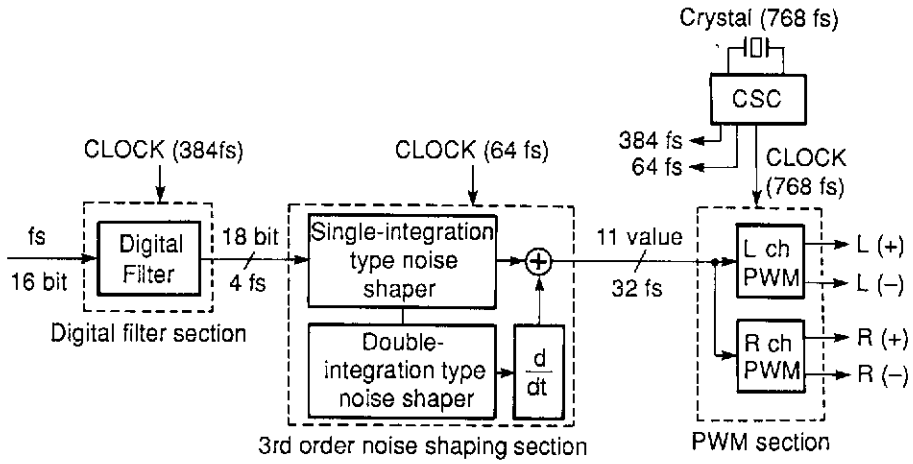 Crystal (768 fs)
CSC
384 fs
64 fs
CLOCK
(768 fs)
CLOCK (384fs)
CLOCK (64 fs)
fs
16 bit
Digital
Filter
18 bit
4 fs
Digital filter section
Single-integration
type noise
shaper
Double-
integration type
noise shaper
d
dt
+
3rd order noise shaping section
11 value
32 fs
L ch
PWM
L (+)
L (–)
R ch
PWM
R (+)
R (–)
PWM section